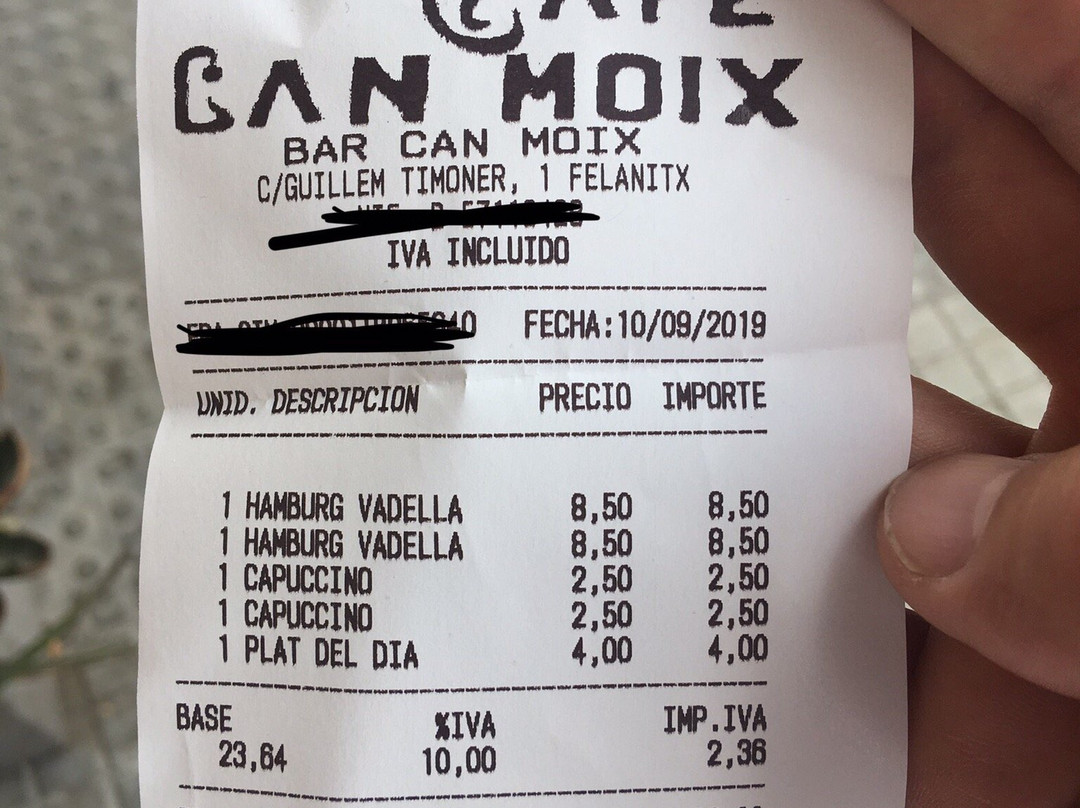 CAFE
CAN MOIX
BAR CAN MOIX
C/GUILLEM TIMONER, 1 FELANITX
IVA INCLUIDO
FECHA:10/09/2019
UNID. DESCRIPCION PRECIO IMPORTE
1 HAMBURG VADELLA 8,50 8,50
1 HAMBURG VADELLA 8,50 8,50
1 CAPUCCINO 2,50 2,50
1 CAPUCCINO 2,50 2,50
1 PLAT DEL DIA 4,00 4,00
BASE %IVA IMP.IVA
23,64 10,00 2,36